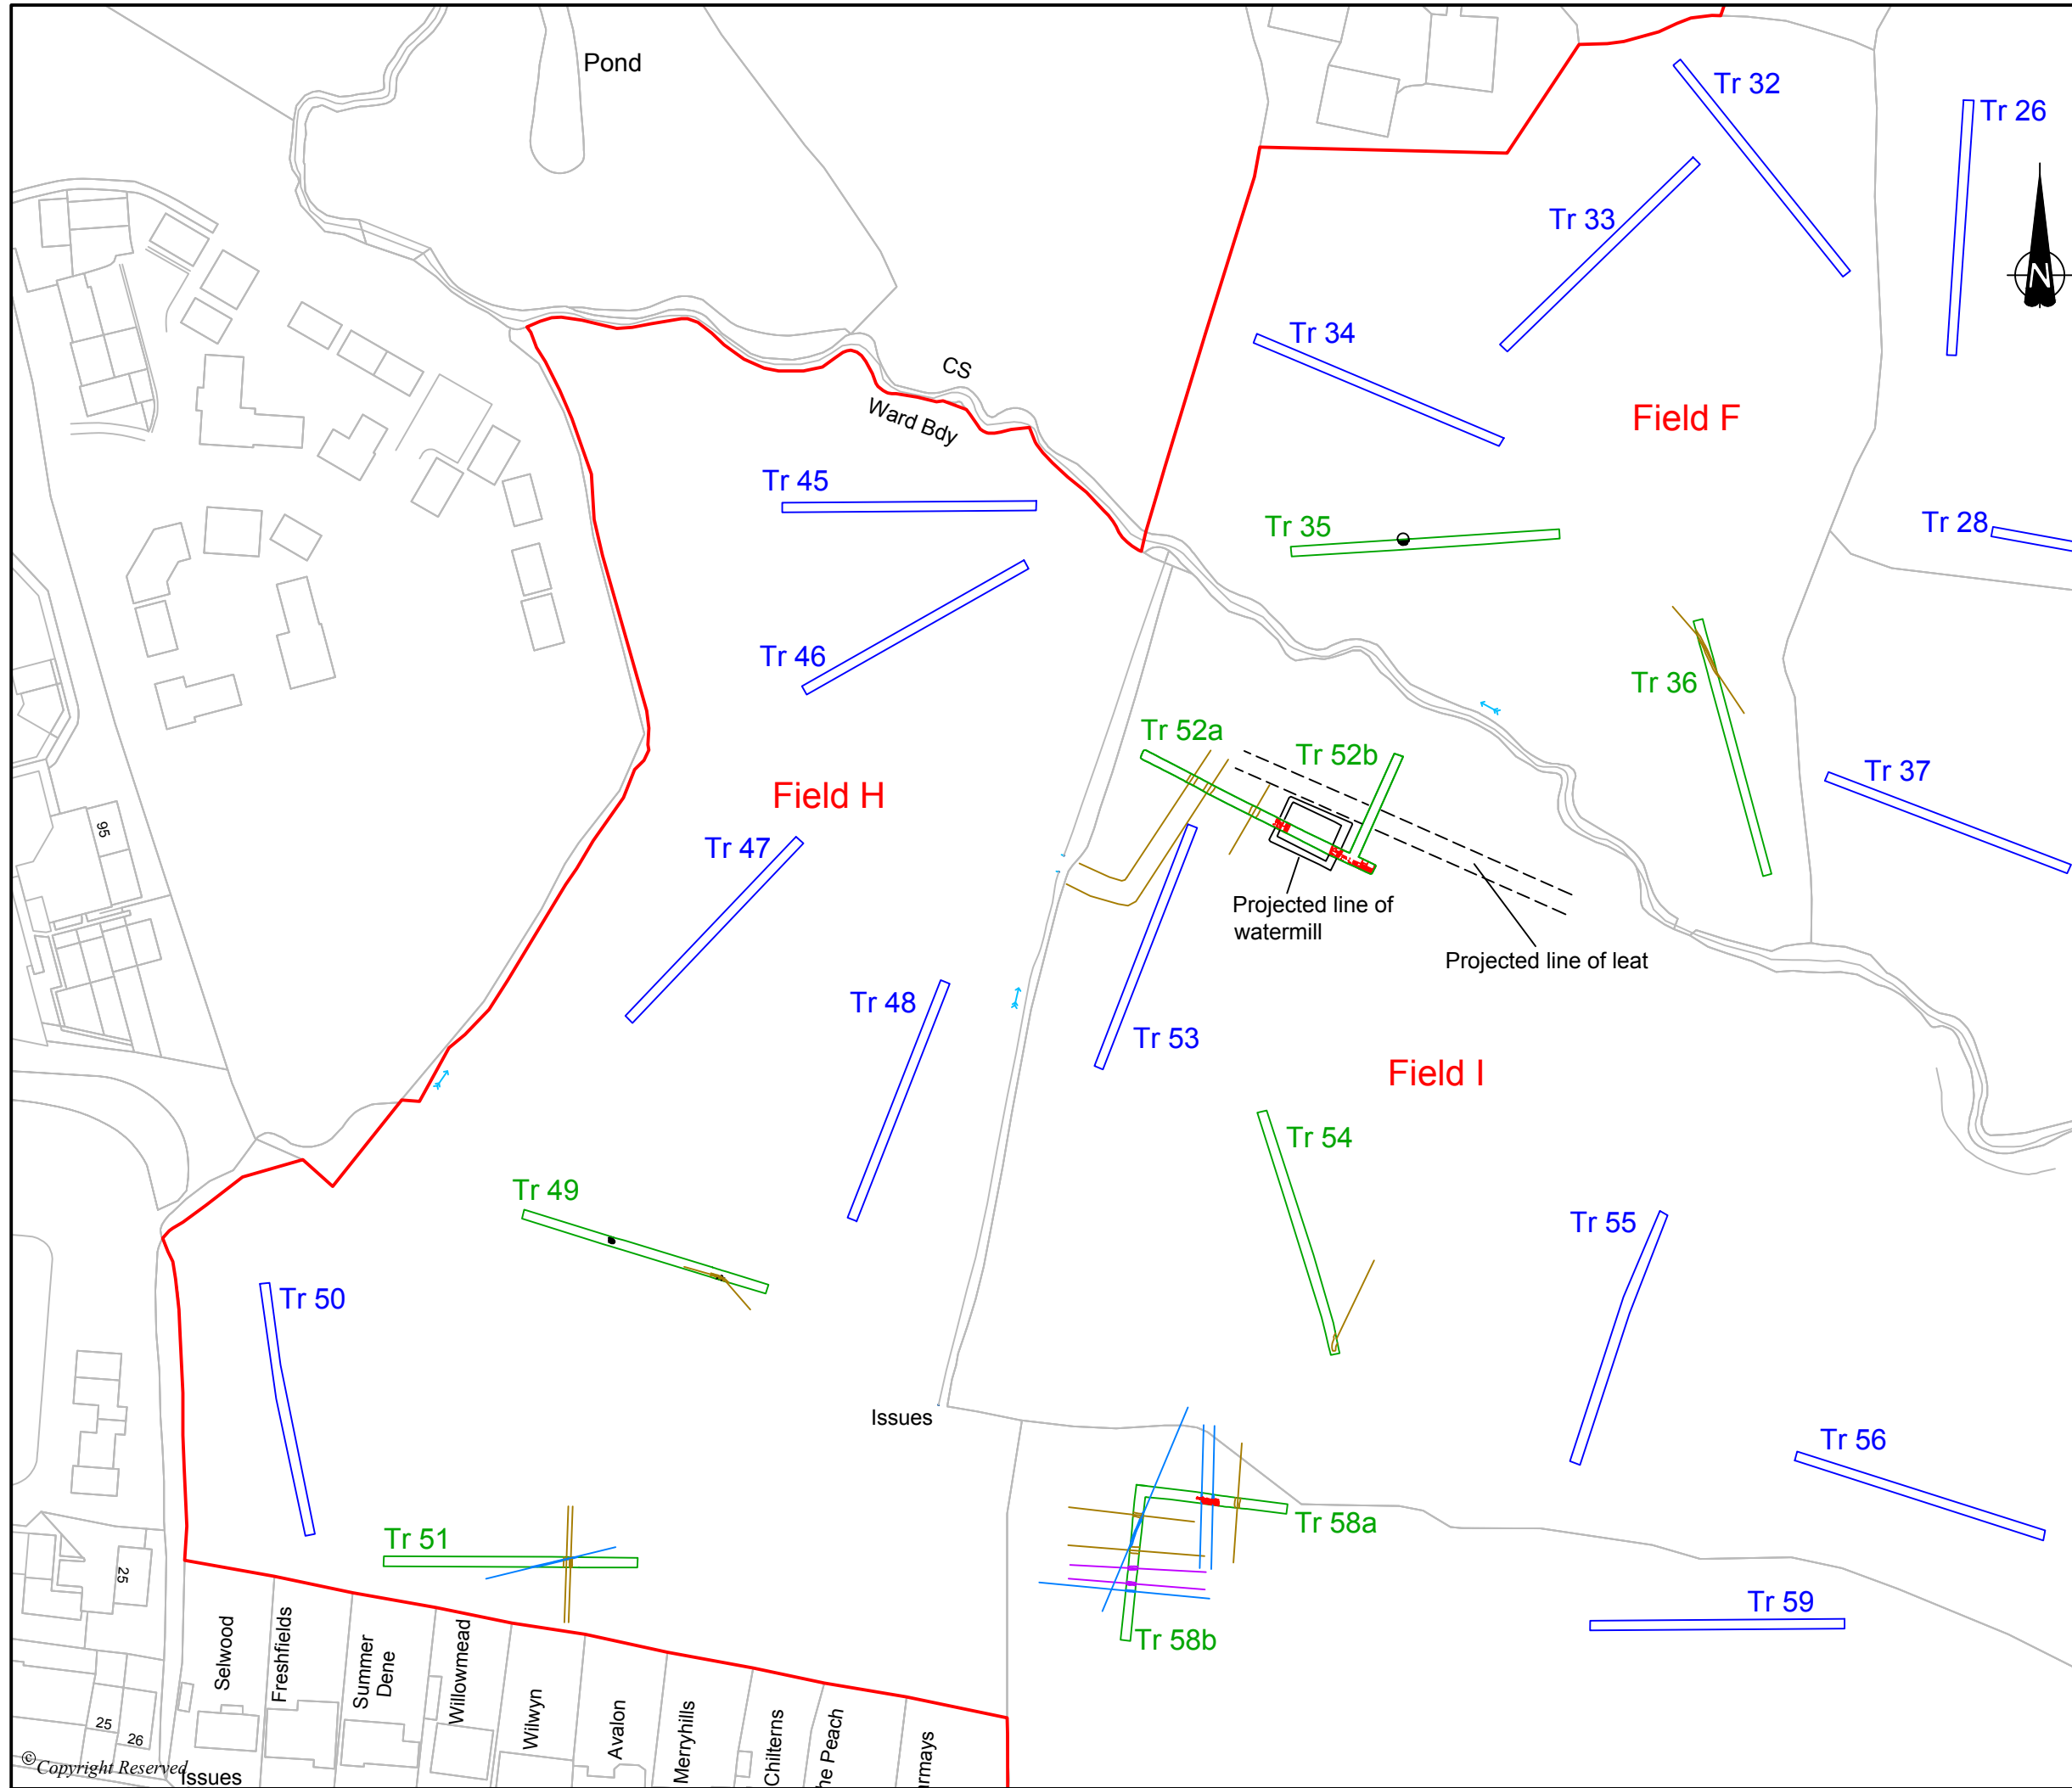 Pond
Tr 32
Tr 26
Tr 33
N
Tr 34
CS
Ward Bdy
Field F
Tr 45
Tr 35
Tr 28
Tr 46
Tr 36
Tr 52a
Tr 52b
Tr 37
Field H
95
Tr 47
Projected line of
watermill
Projected line of leat
Tr 48
Tr 53
Field I
Tr 54
Tr 49
Tr 55
Tr 50
Issues
Tr 56
Tr 58a
Tr 51
25
Tr 59
Tr 58b
Selwood
Freshfields
Summer
Dene
Willowmead
Wilwyn
Avalon
Merryhills
Chilterns
he Peach
rmays
25
26
© Copyright Reserved
Issues